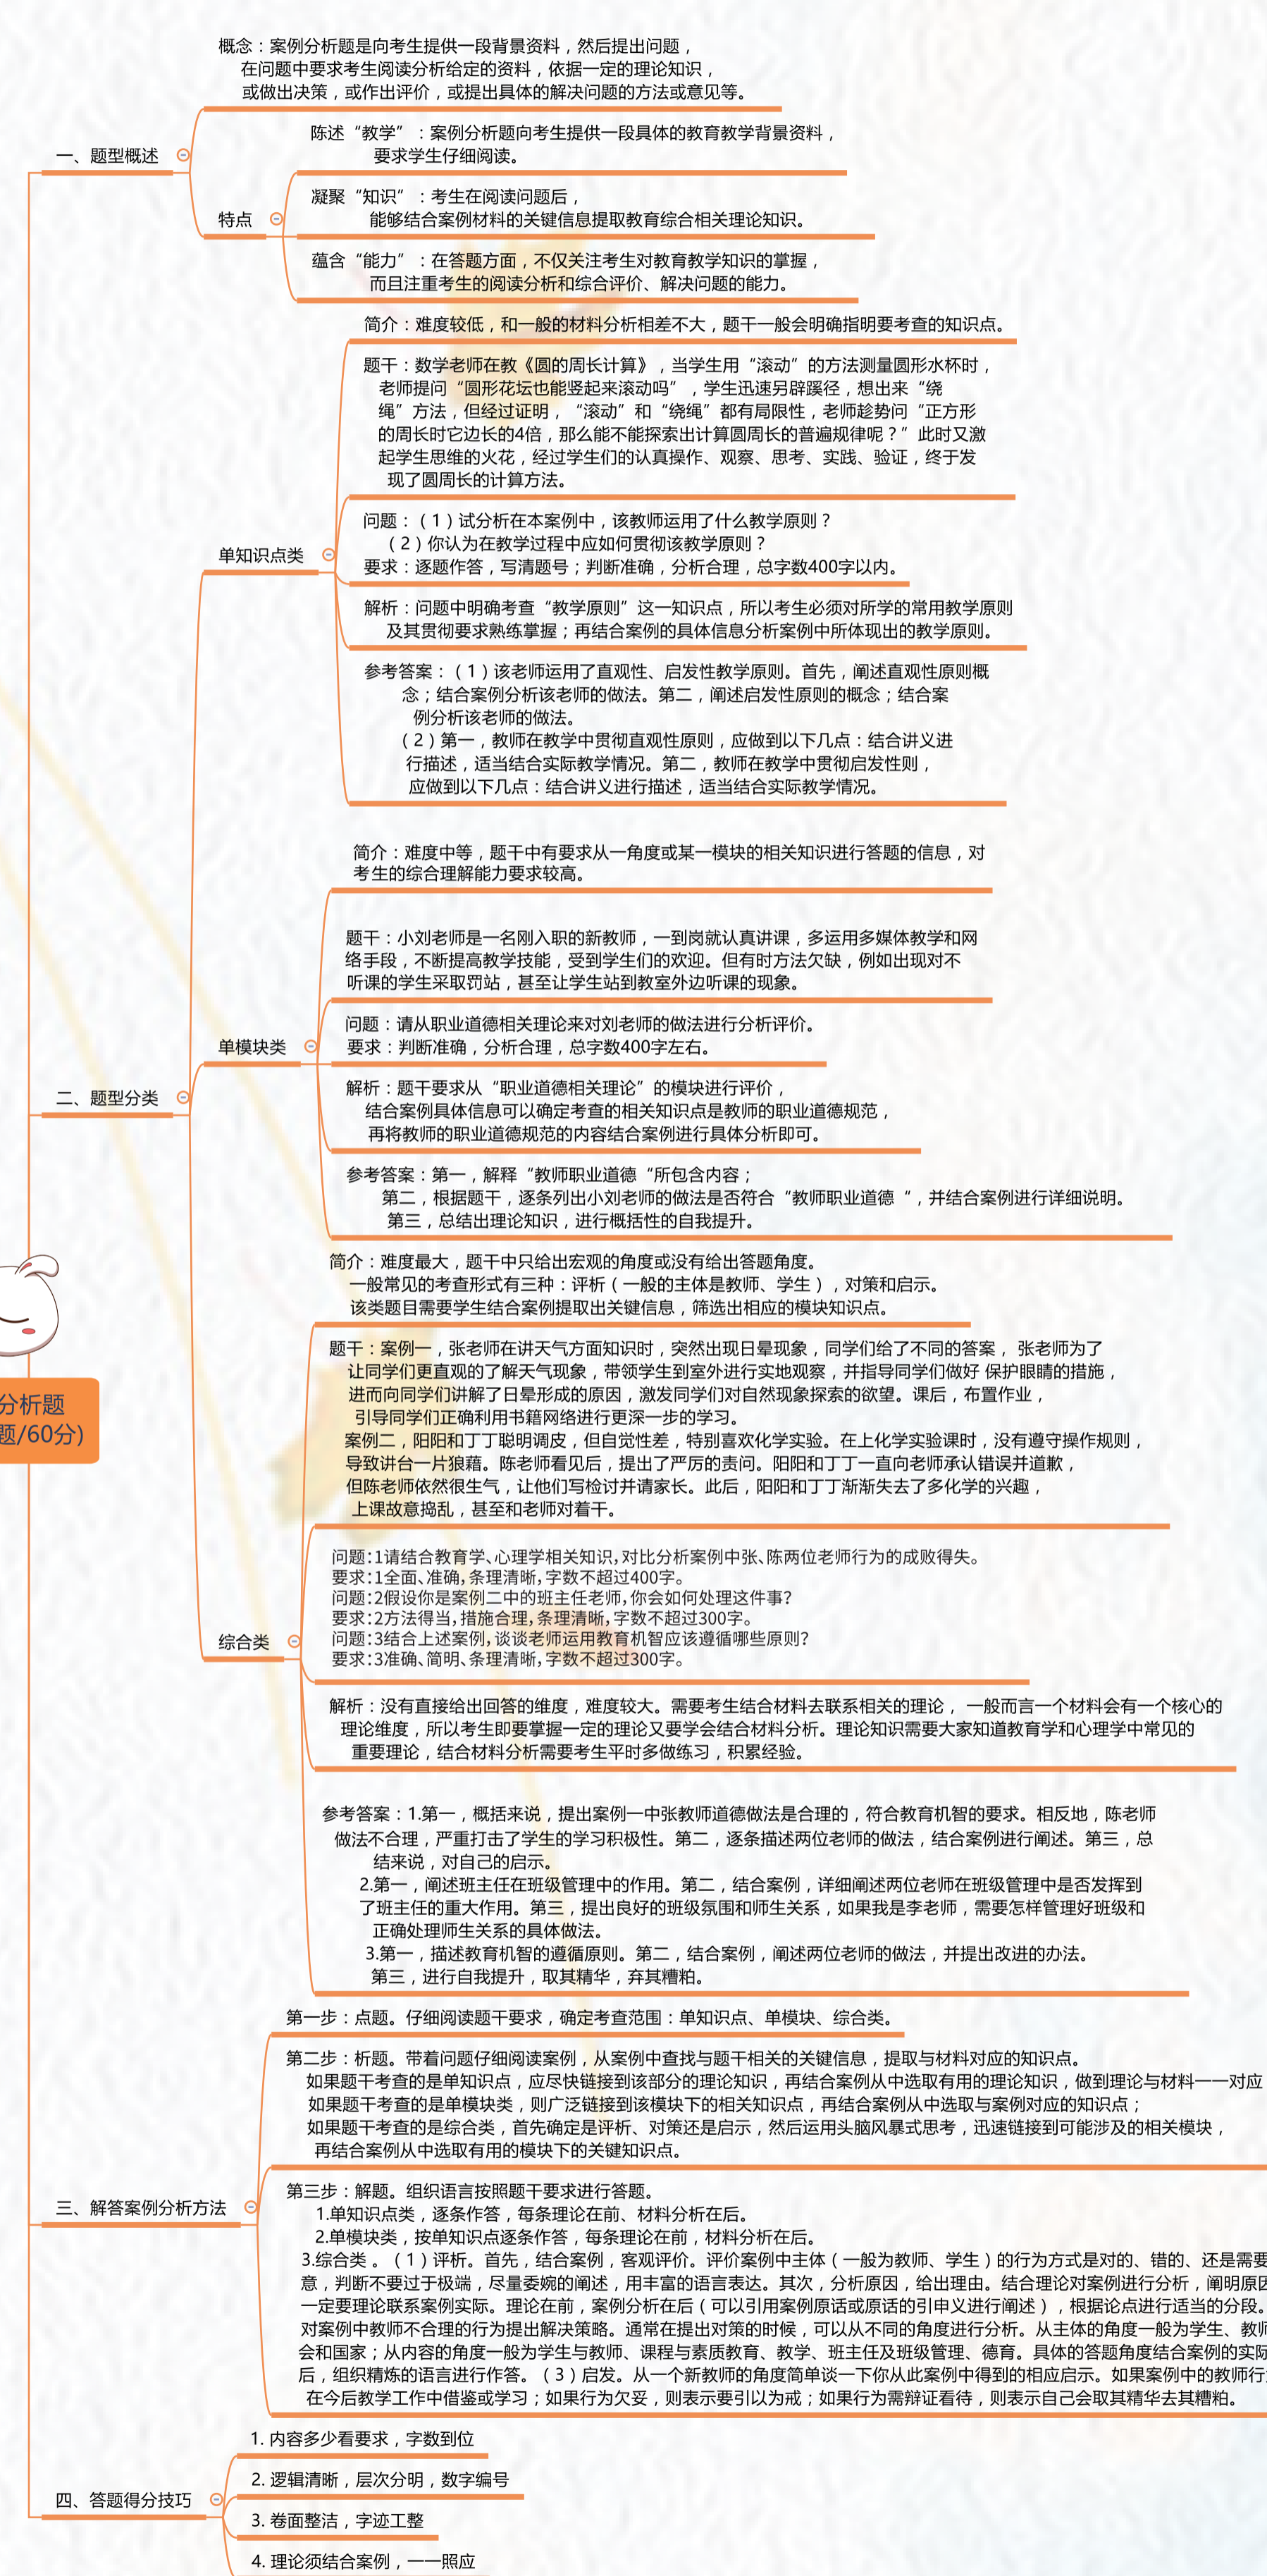 概念：案例分析题是向考生提供一段背景资料，然后提出问题，
在问题中要求考生阅读分析给定的资料，依据一定的理论知识，
或做出决策，或作出评价，或提出具体的解决问题的方法或意见等。
一、题型概述
陈述“教学”：案例分析题向考生提供一段具体的教育教学背景资料，
要求学生仔细阅读。
特点
凝聚“知识”：考生在阅读问题后，
能够结合案例材料的关键信息提取教育综合相关理论知识。
蕴含“能力”：在答题方面，不仅关注考生对教育教学知识的掌握，
而且注重考生的阅读分析和综合评价、解决问题的能力。
简介：难度较低，和一般的材料分析相差不大，题干一般会明确指明要考查的知识点。
题干：数学老师在教《圆的周长计算》，当学生用“滚动”的方法测量圆形水杯时，
老师提问“圆形花坛也能竖起来滚动吗”，学生迅速另辟蹊径，想出来“绕
绳”方法，但经过证明，“滚动”和“绕绳”都有局限性，老师趁势问“正方形
的周长时它边长的4倍，那么能不能探索出计算圆周长的普遍规律呢？”此时又激
起学生思维的火花，经过学生们的认真操作、观察、思考、实践、验证，终于发
现了圆周长的计算方法。
单知识点类
问题：（1）试分析在本案例中，该教师运用了什么教学原则？
（2）你认为在教学过程中应如何贯彻该教学原则？
要求：逐题作答，写清题号；判断准确，分析合理，总字数400字以内。
解析：问题中明确考查“教学原则”这一知识点，所以考生必须对所学的常用教学原则
及其贯彻要求熟练掌握；再结合案例的具体信息分析案例中所体现出的教学原则。
参考答案：（1）该老师运用了直观性、启发性教学原则。首先，阐述直观性原则概
念；结合案例分析该老师的做法。第二，阐述启发性原则的概念；结合案
例分析该老师的做法。
（2）第一，教师在教学中贯彻直观性原则，应做到以下几点：结合讲义进
行描述，适当结合实际教学情况。第二，教师在教学中贯彻启发性则，
应做到以下几点：结合讲义进行描述，适当结合实际教学情况。
简介：难度中等，题干中有要求从一角度或某一模块的相关知识进行答题的信息，对
考生的综合理解能力要求较高。
题干：小刘老师是一名刚入职的新教师，一到岗就认真讲课，多运用多媒体教学和网
络手段，不断提高教学技能，受到学生们的欢迎。但有时方法欠缺，例如出现对不
听课的学生采取罚站，甚至让学生站到教室外边听课的现象。
单模块类
问题：请从职业道德相关理论来对刘老师的做法进行分析评价。
要求：判断准确，分析合理，总字数400字左右。
二、题型分类
解析：题干要求从“职业道德相关理论”的模块进行评价，
结合案例具体信息可以确定考查的相关知识点是教师的职业道德规范，
再将教师的职业道德规范的内容结合案例进行具体分析即可。
参考答案：第一，解释“教师职业道德“所包含内容；
第二，根据题干，逐条列出小刘老师的做法是否符合“教师职业道德“，并结合案例进行详细说明。
第三，总结出理论知识，进行概括性的自我提升。
简介：难度最大，题干中只给出宏观的角度或没有给出答题角度。
一般常见的考查形式有三种：评析（一般的主体是教师、学生），对策和启示。
该类题目需要学生结合案例提取出关键信息，筛选出相应的模块知识点。
题干：案例一，张老师在讲天气方面知识时，突然出现日晕现象，同学们给了不同的答案， 张老师为了
让同学们更直观的了解天气现象，带领学生到室外进行实地观察，并指导同学们做好 保护眼睛的措施，
进而向同学们讲解了日晕形成的原因，激发同学们对自然现象探索的欲望。课后，布置作业，
引导同学们正确利用书籍网络进行更深一步的学习。
案例二，阳阳和丁丁聪明调皮，但自觉性差，特别喜欢化学实验。在上化学实验课时，没有遵守操作规则，
导致讲台一片狼藉。陈老师看见后，提出了严厉的责问。阳阳和丁丁一直向老师承认错误并道歉，
但陈老师依然很生气，让他们写检讨并请家长。此后，阳阳和丁丁渐渐失去了多化学的兴趣，
上课故意捣乱，甚至和老师对着干。
分析题
题/60分)
问题:1请结合教育学、心理学相关知识,对比分析案例中张、陈两位老师行为的成败得失。
要求:1全面、准确,条理清晰,字数不超过400字。
问题:2假设你是案例二中的班主任老师,你会如何处理这件事?
要求:2方法得当,措施合理,条理清晰,字数不超过300字。
问题:3结合上述案例,谈谈老师运用教育机智应该遵循哪些原则?
要求:3准确、简明、条理清晰,字数不超过300字。
综合类
解析：没有直接给出回答的维度，难度较大。需要考生结合材料去联系相关的理论， 一般而言一个材料会有一个核心的
理论维度，所以考生即要掌握一定的理论又要学会结合材料分析。理论知识需要大家知道教育学和心理学中常见的
重要理论，结合材料分析需要考生平时多做练习，积累经验。
参考答案：1.第一，概括来说，提出案例一中张教师道德做法是合理的，符合教育机智的要求。相反地，陈老师
做法不合理，严重打击了学生的学习积极性。第二，逐条描述两位老师的做法，结合案例进行阐述。第三，总
结来说，对自己的启示。
2.第一，阐述班主任在班级管理中的作用。第二，结合案例，详细阐述两位老师在班级管理中是否发挥到
了班主任的重大作用。第三，提出良好的班级氛围和师生关系，如果我是李老师，需要怎样管理好班级和
正确处理师生关系的具体做法。
3.第一，描述教育机智的遵循原则。第二，结合案例，阐述两位老师的做法，并提出改进的办法。
第三，进行自我提升，取其精华，弃其糟粕。
第一步：点题。仔细阅读题干要求，确定考查范围：单知识点、单模块、综合类。
第二步：析题。带着问题仔细阅读案例，从案例中查找与题干相关的关键信息，提取与材料对应的知识点。
如果题干考查的是单知识点，应尽快链接到该部分的理论知识，再结合案例从中选取有用的理论知识，做到理论与材料一一对应
如果题干考查的是单模块类，则广泛链接到该模块下的相关知识点，再结合案例从中选取与案例对应的知识点；
如果题干考查的是综合类，首先确定是评析、对策还是启示，然后运用头脑风暴式思考，迅速链接到可能涉及的相关模块，
再结合案例从中选取有用的模块下的关键知识点。
三、解答案例分析方法
第三步：解题。组织语言按照题干要求进行答题。
1.单知识点类，逐条作答，每条理论在前、材料分析在后。
2.单模块类，按单知识点逐条作答，每条理论在前，材料分析在后。
3.综合类 。（1）评析。首先，结合案例，客观评价。评价案例中主体（一般为教师、学生）的行为方式是对的、错的、还是需要
意，判断不要过于极端，尽量委婉的阐述，用丰富的语言表达。其次，分析原因，给出理由。结合理论对案例进行分析，阐明原因
一定要理论联系案例实际。理论在前，案例分析在后（可以引用案例原话或原话的引申义进行阐述），根据论点进行适当的分段。
对案例中教师不合理的行为提出解决策略。通常在提出对策的时候，可以从不同的角度进行分析。从主体的角度一般为学生、教师
会和国家；从内容的角度一般为学生与教师、课程与素质教育、教学、班主任及班级管理、德育。具体的答题角度结合案例的实际
后，组织精炼的语言进行作答。（3）启发。从一个新教师的角度简单谈一下你从此案例中得到的相应启示。如果案例中的教师行
在今后教学工作中借鉴或学习；如果行为欠妥，则表示要引以为戒；如果行为需辩证看待，则表示自己会取其精华去其糟粕。
1. 内容多少看要求，字数到位
2. 逻辑清晰，层次分明，数字编号
四、答题得分技巧
3. 卷面整洁，字迹工整
4. 理论须结合案例，一一照应